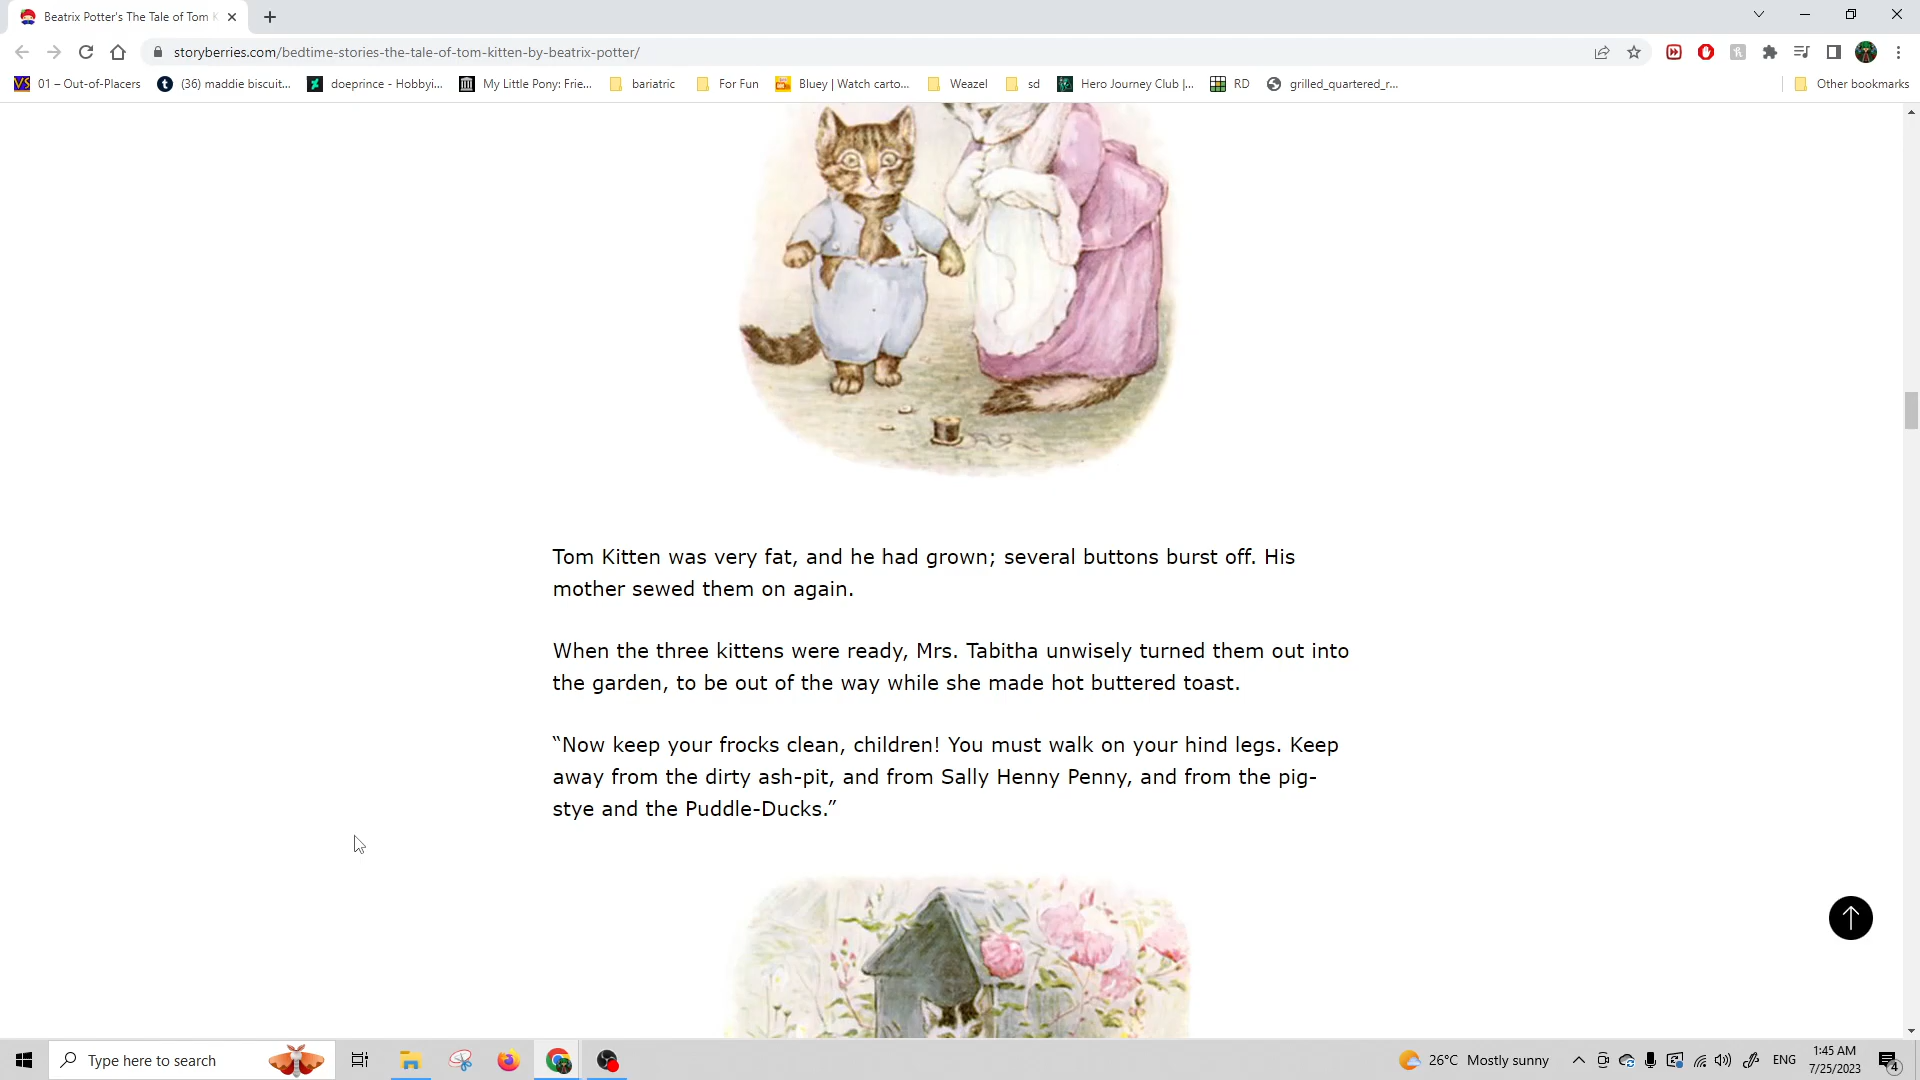 Beatrix Potter's The Tale of Tom K
storyberries.com/bedtime-stories-the-tale-of-tom-kitten-by-beatrix-potter/
01 – Out-of-Placers
(36) maddie biscuit...
doeprince - Hobbyi...
My Little Pony: Frie...
bariatric
For Fun
Bluey | Watch carto...
Weazel
sd
Hero Journey Club |...
RD
grilled_quartered_r...
Other bookmarks
Tom Kitten was very fat, and he had grown; several buttons burst off. His
mother sewed them on again.
When the three kittens were ready, Mrs. Tabitha unwisely turned them out into
the garden, to be out of the way while she made hot buttered toast.
“Now keep your frocks clean, children! You must walk on your hind legs. Keep
away from the dirty ash-pit, and from Sally Henny Penny, and from the pig-
stye and the Puddle-Ducks.”
Type here to search
26°C Mostly sunny
ENG
1:45 AM
7/25/2023
4